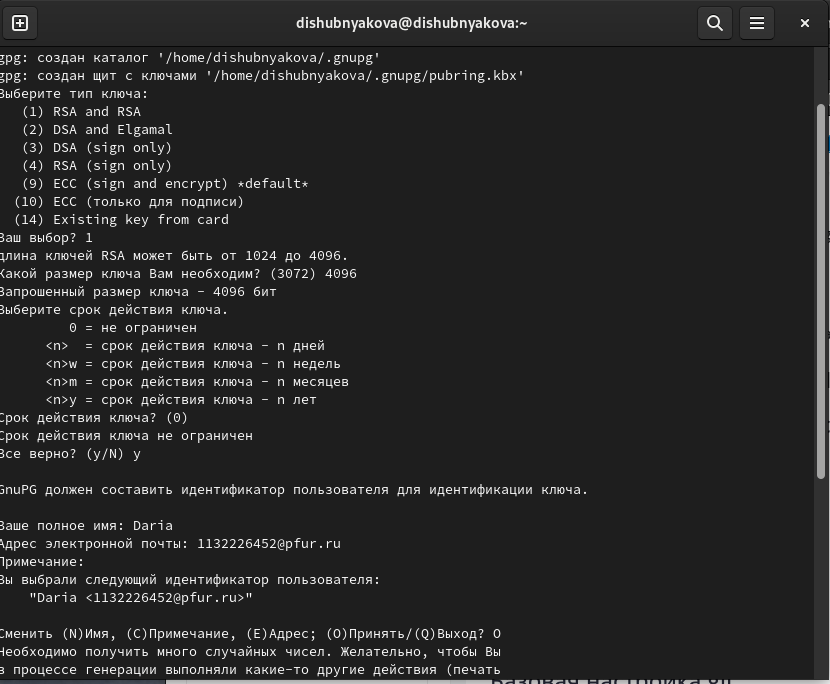 dishubnyakova@dishubnyakova:~
gpg: создан каталог '/home/dishubnyakova/.gnupg'
gpg: создан щит с ключами '/home/dishubnyakova/.gnupg/pubring.kbx'
Выберите тип ключа:
(1) RSA and RSA
(2) DSA and Elgamal
(3) DSA (sign only)
(4) RSA (sign only)
(9) ECC (sign and encrypt) *default*
(10) ECC (только для подписи)
(14) Existing key from card
Ваш выбор? 1
длина ключей RSA может быть от 1024 до 4096.
Какой размер ключа Вам необходим? (3072) 4096
Запрошенный размер ключа - 4096 бит
Выберите срок действия ключа.
0 = не ограничен
<n>  = срок действия ключа - n дней
<n>w = срок действия ключа - n недель
<n>m = срок действия ключа - n месяцев
<n>y = срок действия ключа - n лет
Срок действия ключа? (0)
Срок действия ключа не ограничен
Все верно? (y/N) y
GnuPG должен составить идентификатор пользователя для идентификации ключа.
Ваше полное имя: Daria
Адрес электронной почты: 1132226452@pfur.ru
Примечание:
Вы выбрали следующий идентификатор пользователя:
"Daria <1132226452@pfur.ru>"
Сменить (N)Имя, (C)Примечание, (E)Адрес; (O)Принять/(Q)Выход? O
Необходимо получить много случайных чисел. Желательно, чтобы Вы
в процессе генерации выполняли какие-то другие действия (печать